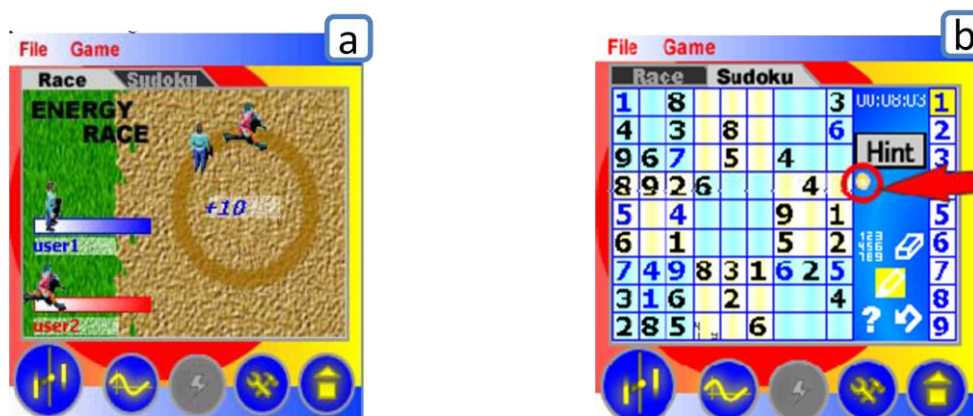 a
File Game
Race Sudoku
ENERGY
RACE
+10
user1
user2
b
File Game
Race Sudoku
1 8 3 00:08:03 1
4 3 8 6 2
9 6 7 5 4 Hint 3
8 9 2 6 4
5 4 9 1 5
6 1 5 2 123 456 789 6
7 4 9 8 3 1 6 2 5 7
3 1 6 2 4 8
2 8 5 6 ? 9